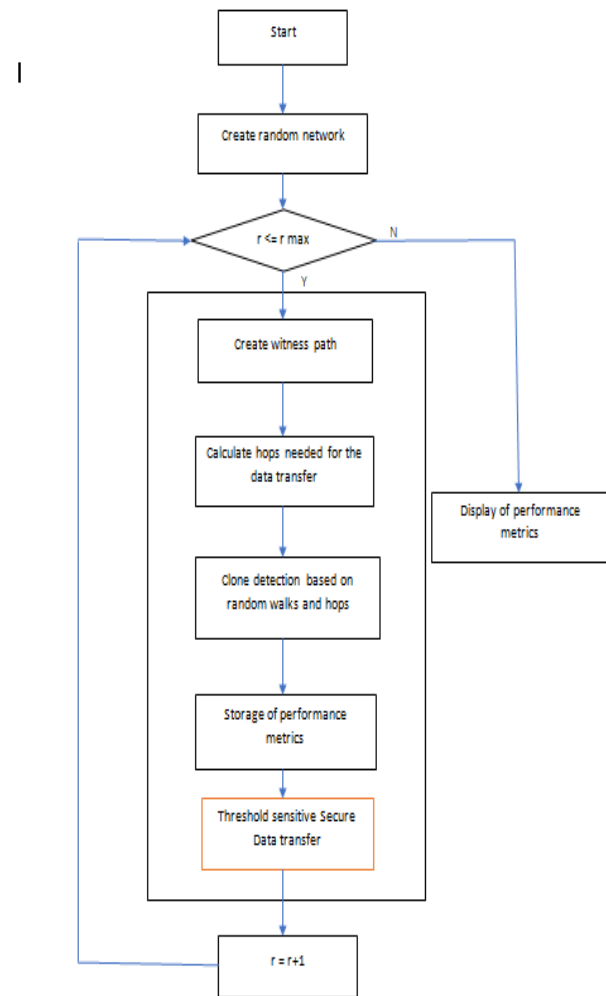 Start
Create random network
r <= r max
N
Y
Create witness path
Calculate hops needed for the
data transfer
Display of performance
metrics
Clone detection based on
random walks and hops
Storage of performance
metrics
Threshold sensitive Secure
Data transfer
r = r+1